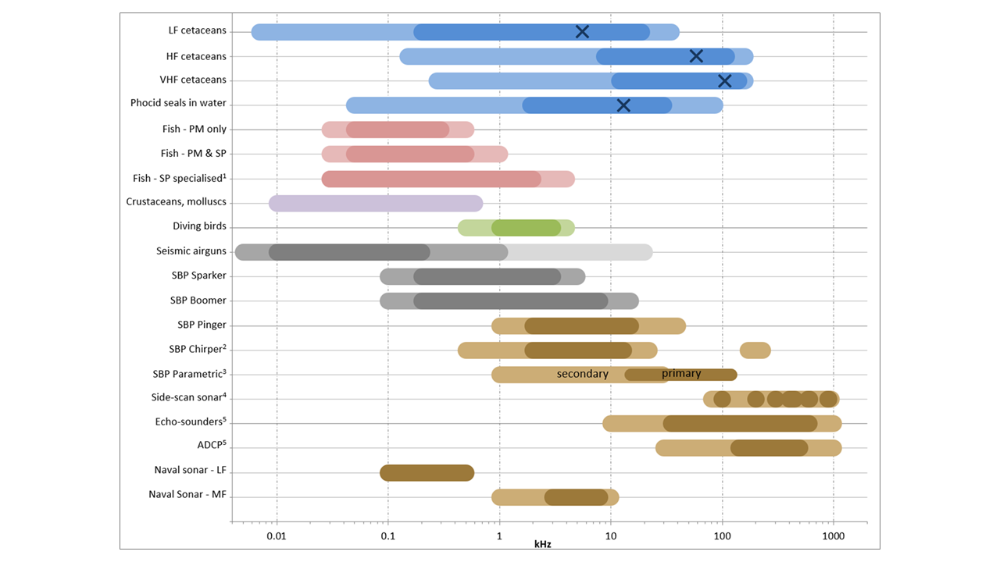 LF cetaceans
HF cetaceans
VHF cetaceans
Phocid seals in water
Fish - PM only
Fish - PM & SP
Fish - SP specialised¹
Crustaceans, molluscs
Diving birds
Seismic airguns
SBP Sparker
SBP Boomer
SBP Pinger
SBP Chirper²
SBP Parametric³ secondary primary
Side-scan sonar⁴
Echo-sounders⁵
ADCP⁵
Naval sonar - LF
Naval Sonar - MF
0.01 0.1 1 10 100 1000
kHz